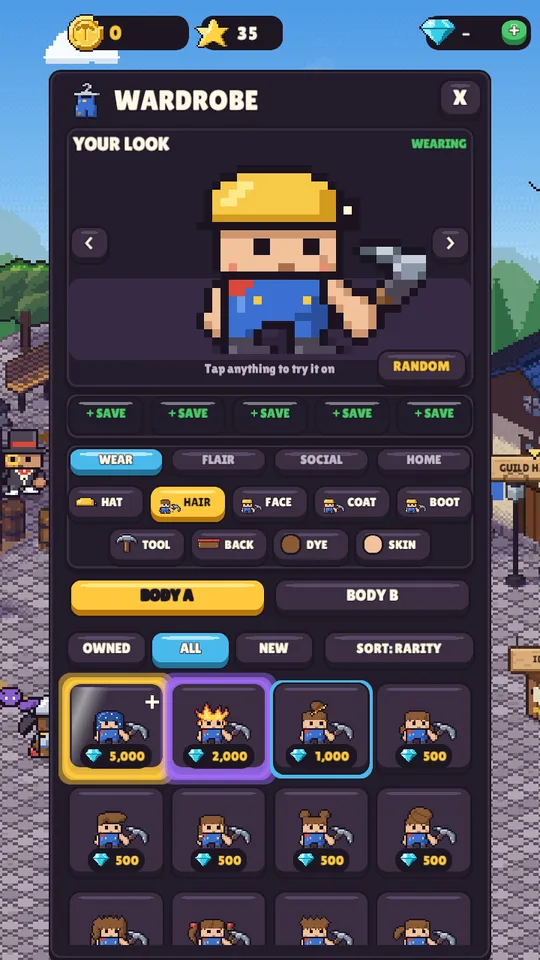 0
35
-
+
WARDROBE
X
YOUR LOOK
WEARING
<
>
Tap anything to try it on
RANDOM
+ SAVE
+ SAVE
+ SAVE
+ SAVE
+ SAVE
WEAR
FLAIR
SOCIAL
HOME
HAT
HAIR
FACE
COAT
BOOT
TOOL
BACK
DYE
SKIN
GUILD H
BODY A
BODY B
OWNED
ALL
NEW
SORT: RARITY
+
5,000
2,000
1,000
500
500
500
500
500